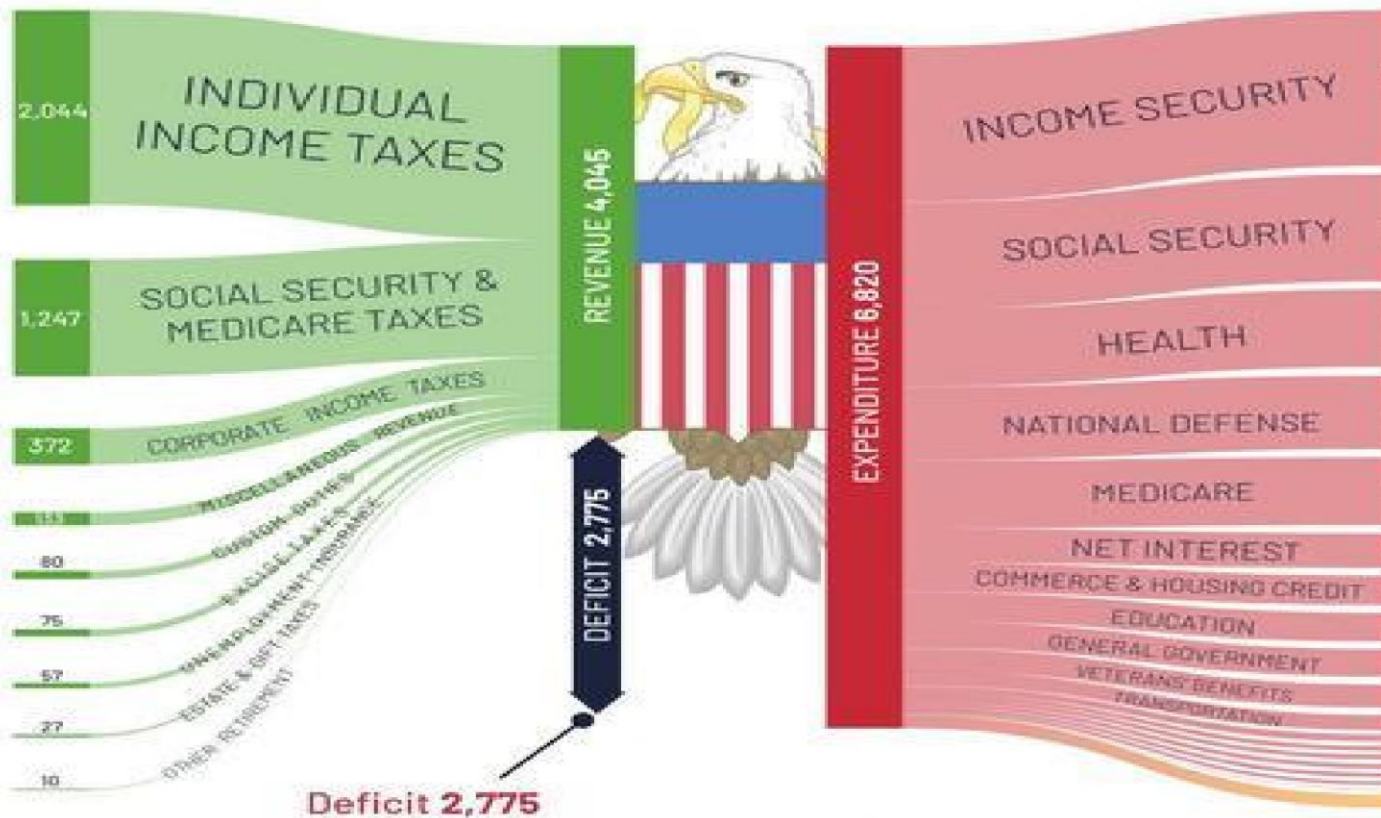 2,044
INDIVIDUAL
INCOME TAXES
1,247
SOCIAL SECURITY &
MEDICARE TAXES
372
CORPORATE INCOME TAXES
MISCELLANEOUS REVENUE
80
CUSTOM DUTIES
75
EXCISE TAXES
57
UNEMPLOYMENT INSURANCE
27
ESTATE & GIFT TAXES
10
OTHER RETIREMENT
REVENUE 4,045
DEFICIT 2,775
Deficit 2,775
EXPENDITURE 6,820
INCOME SECURITY
SOCIAL SECURITY
HEALTH
NATIONAL DEFENSE
MEDICARE
NET INTEREST
COMMERCE & HOUSING CREDIT
EDUCATION
GENERAL GOVERNMENT
VETERANS' BENEFITS
TRANSPORTATION